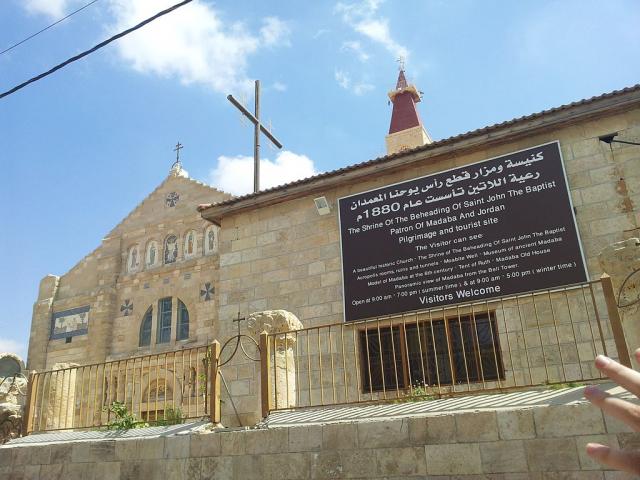 كنيسة ومزار قطع رأس يوحنا المعمدان
رعية اللاتين تأسست عام 1880م
The Shrine Of The Beheading Of Saint John The Baptist
Patron Of Madaba And Jordan
Pilgrimage and tourist site
The Visitor can see:
A beautiful historic Church - The Shrine of The Beheading Of Saint John The Baptist
Acropolis rooms, ruins and tunnels - Moabite Well - Museum of ancient Madaba
Model of Madaba at the 6th century - Tent of Ruth - Madaba Old House
Panoramic view of Madaba from the Bell Tower.
Open at 9:00 am - 7:00 pm ( summer time ) & at 9:00 am - 5.00 pm ( winter time )
Visitors Welcome